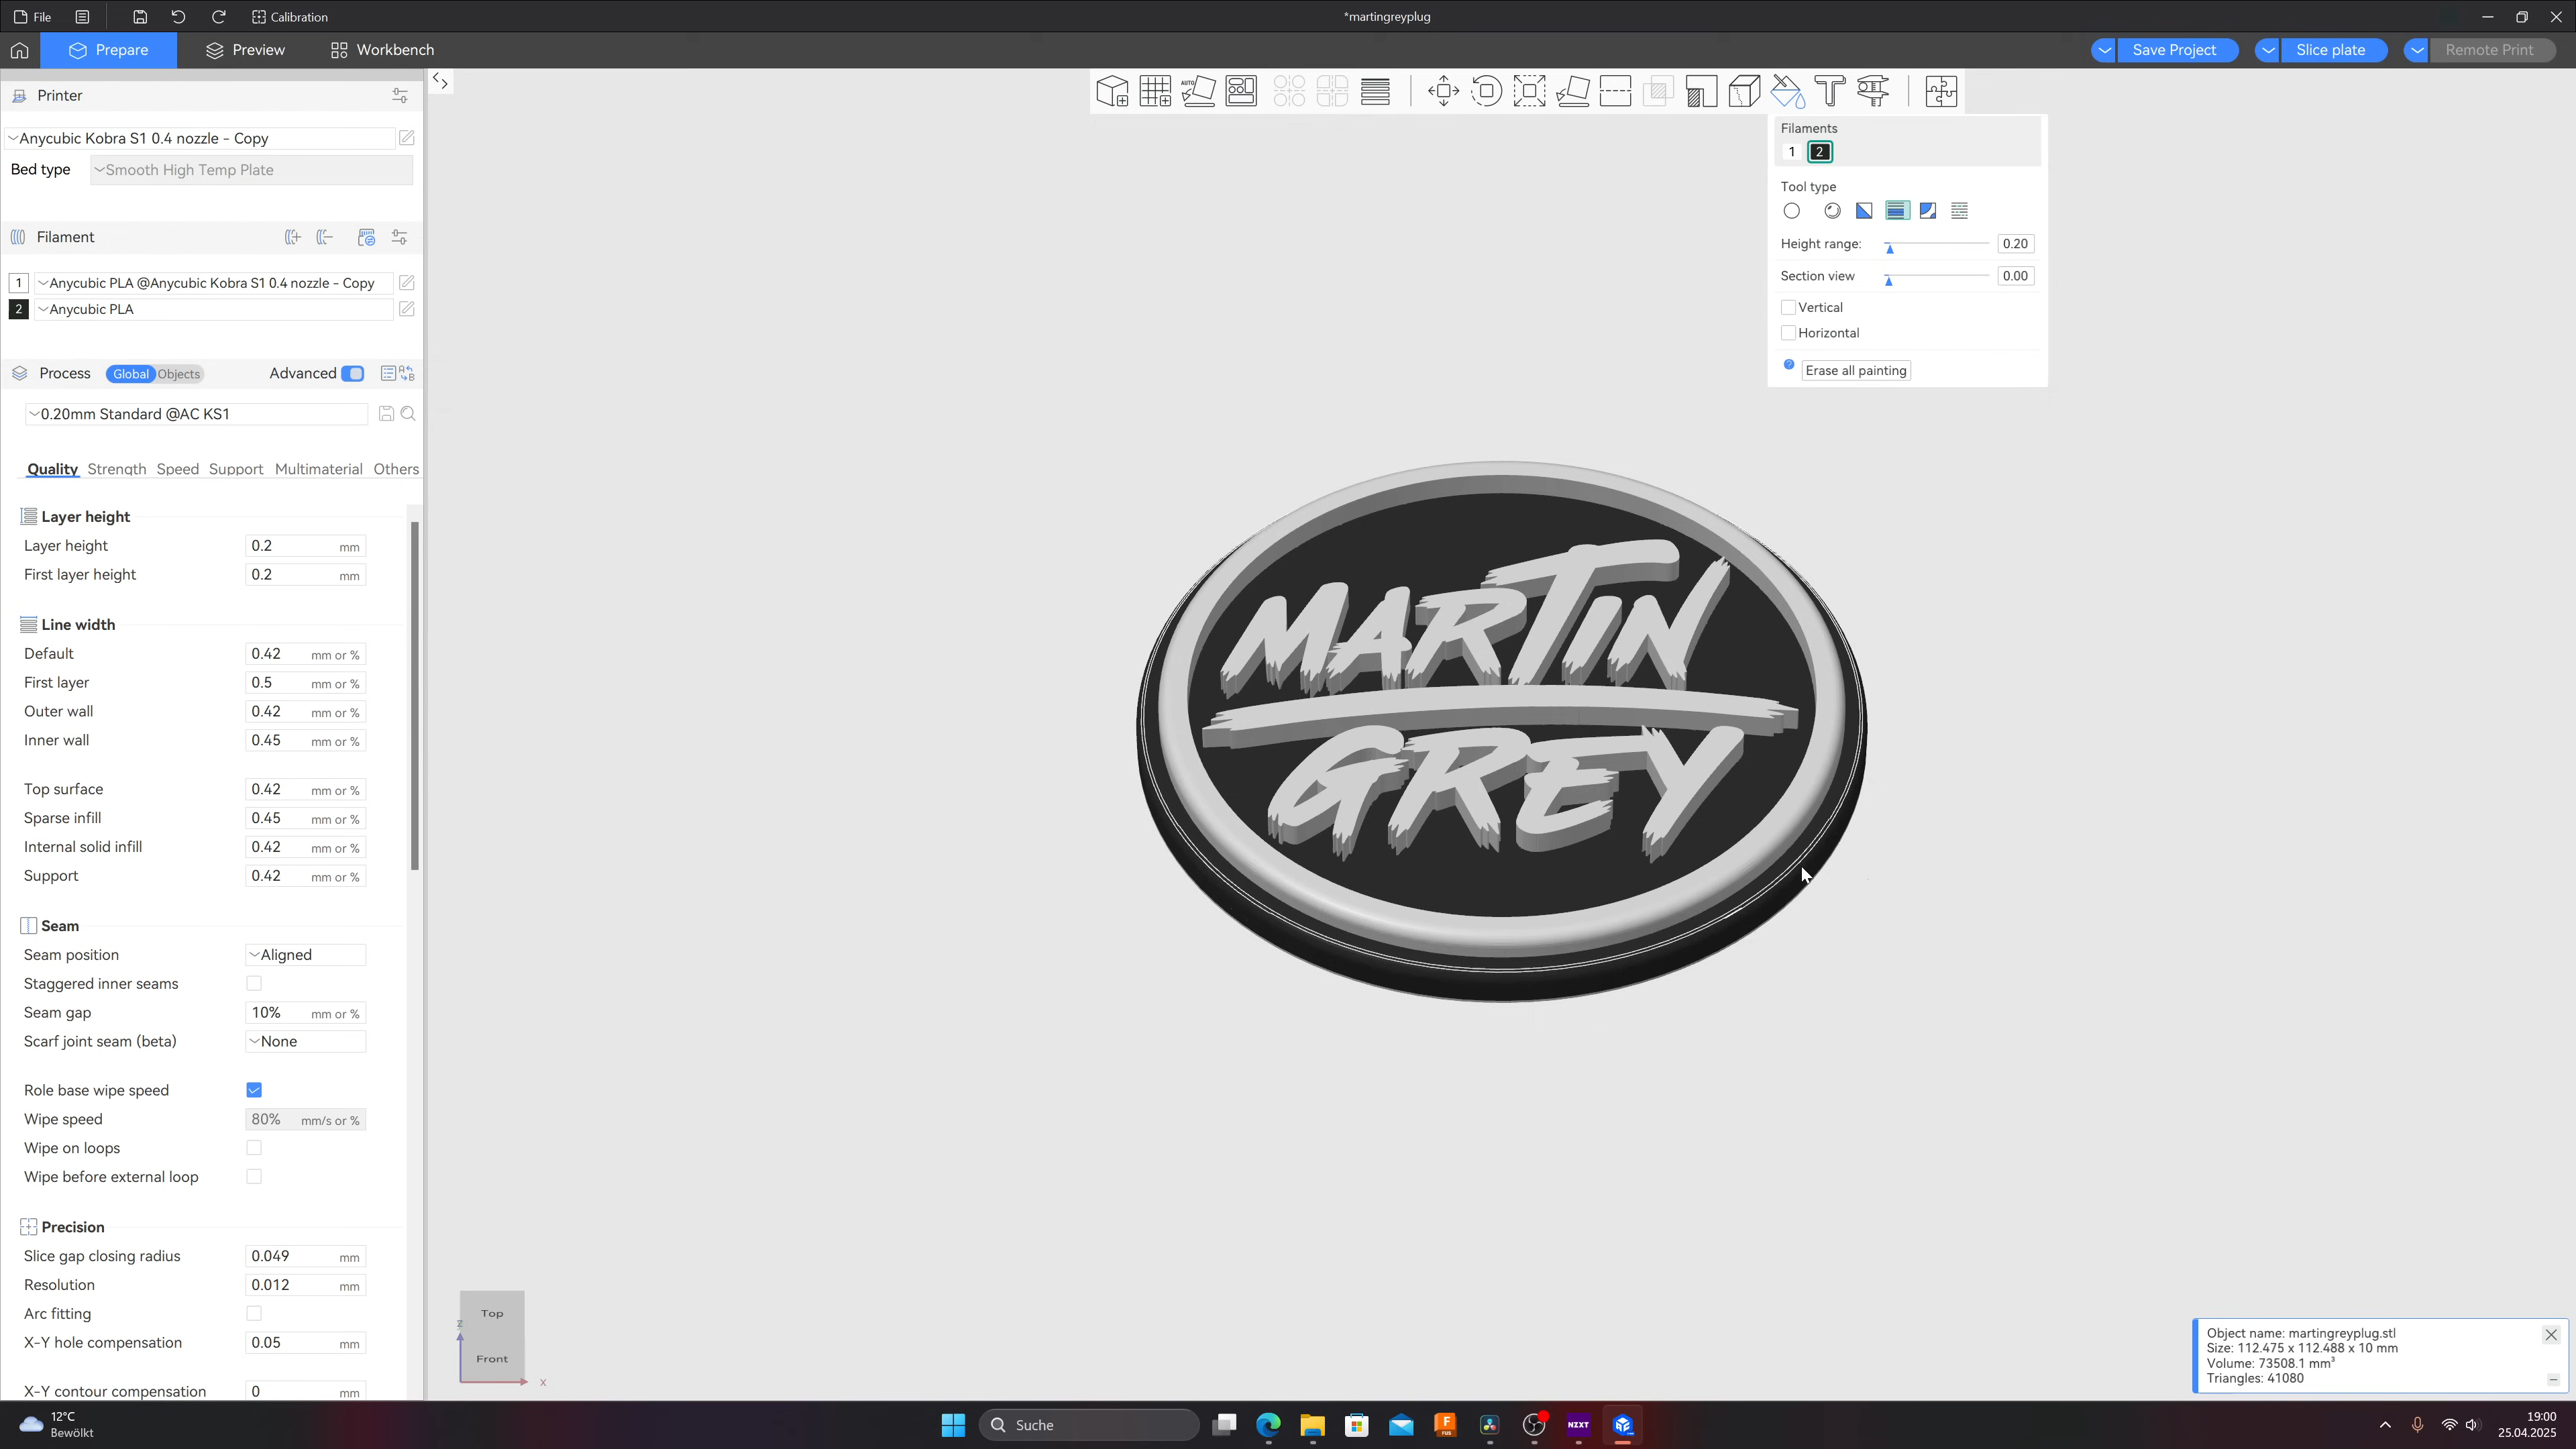 File
Calibration
*martingreyplug
Prepare
Preview
Workbench
Save Project
Slice plate
Remote Print
Printer
Anycubic Kobra S1 0.4 nozzle - Copy
Bed type
Smooth High Temp Plate
Filament
1 Anycubic PLA @Anycubic Kobra S1 0.4 nozzle - Copy
2 Anycubic PLA
Process Global Objects Advanced
0.20mm Standard @AC KS1
Quality Strength Speed Support Multimaterial Others
Layer height
Layer height 0.2 mm
First layer height 0.2 mm
Line width
Default 0.42 mm or %
First layer 0.5 mm or %
Outer wall 0.42 mm or %
Inner wall 0.45 mm or %
Top surface 0.42 mm or %
Sparse infill 0.45 mm or %
Internal solid infill 0.42 mm or %
Support 0.42 mm or %
Seam
Seam position Aligned
Staggered inner seams
Seam gap 10% mm or %
Scarf joint seam (beta) None
Role base wipe speed
Wipe speed 80% mm/s or %
Wipe on loops
Wipe before external loop
Precision
Slice gap closing radius 0.049 mm
Resolution 0.012 mm
Arc fitting
X-Y hole compensation 0.05 mm
X-Y contour compensation 0 mm
AUTO
Filaments
1 2
Tool type
Height range: 0.20
Section view 0.00
Vertical
Horizontal
Erase all painting
MARTIN
GREY
Top
Front
Z
X
Object name: martingreyplug.stl
Size: 112.475 x 112.488 x 10 mm
Volume: 73508.1 mm³
Triangles: 41080
12°C
Bewölkt
Suche
F
FUS
NZXT
19:00
25.04.2025